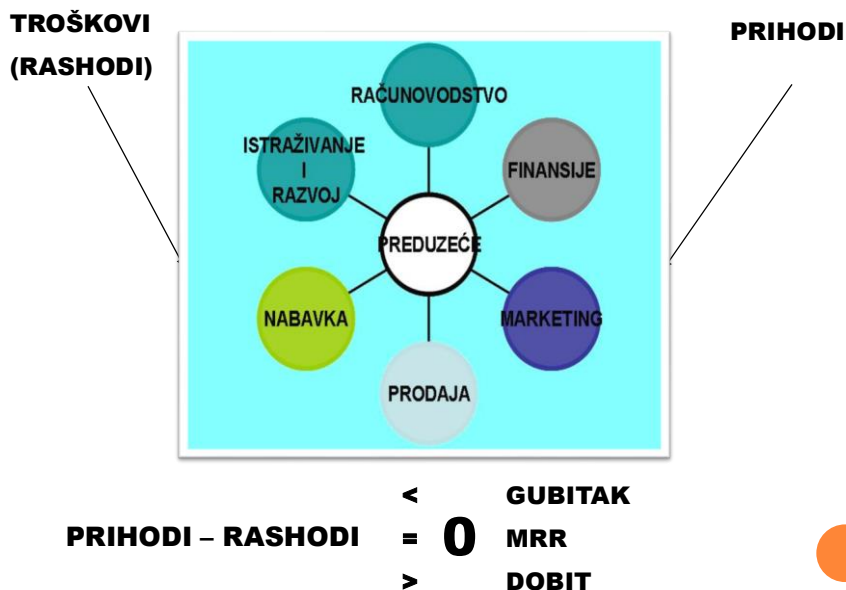 TROŠKOVI
(RASHODI)
PRIHODI
RAČUNOVODSTVO
ISTRAŽIVANJE
I
RAZVOJ
FINANSIJE
PREDUZEĆE
NABAVKA
MARKETING
PRODAJA
< GUBITAK
PRIHODI – RASHODI = 0 MRR
> DOBIT